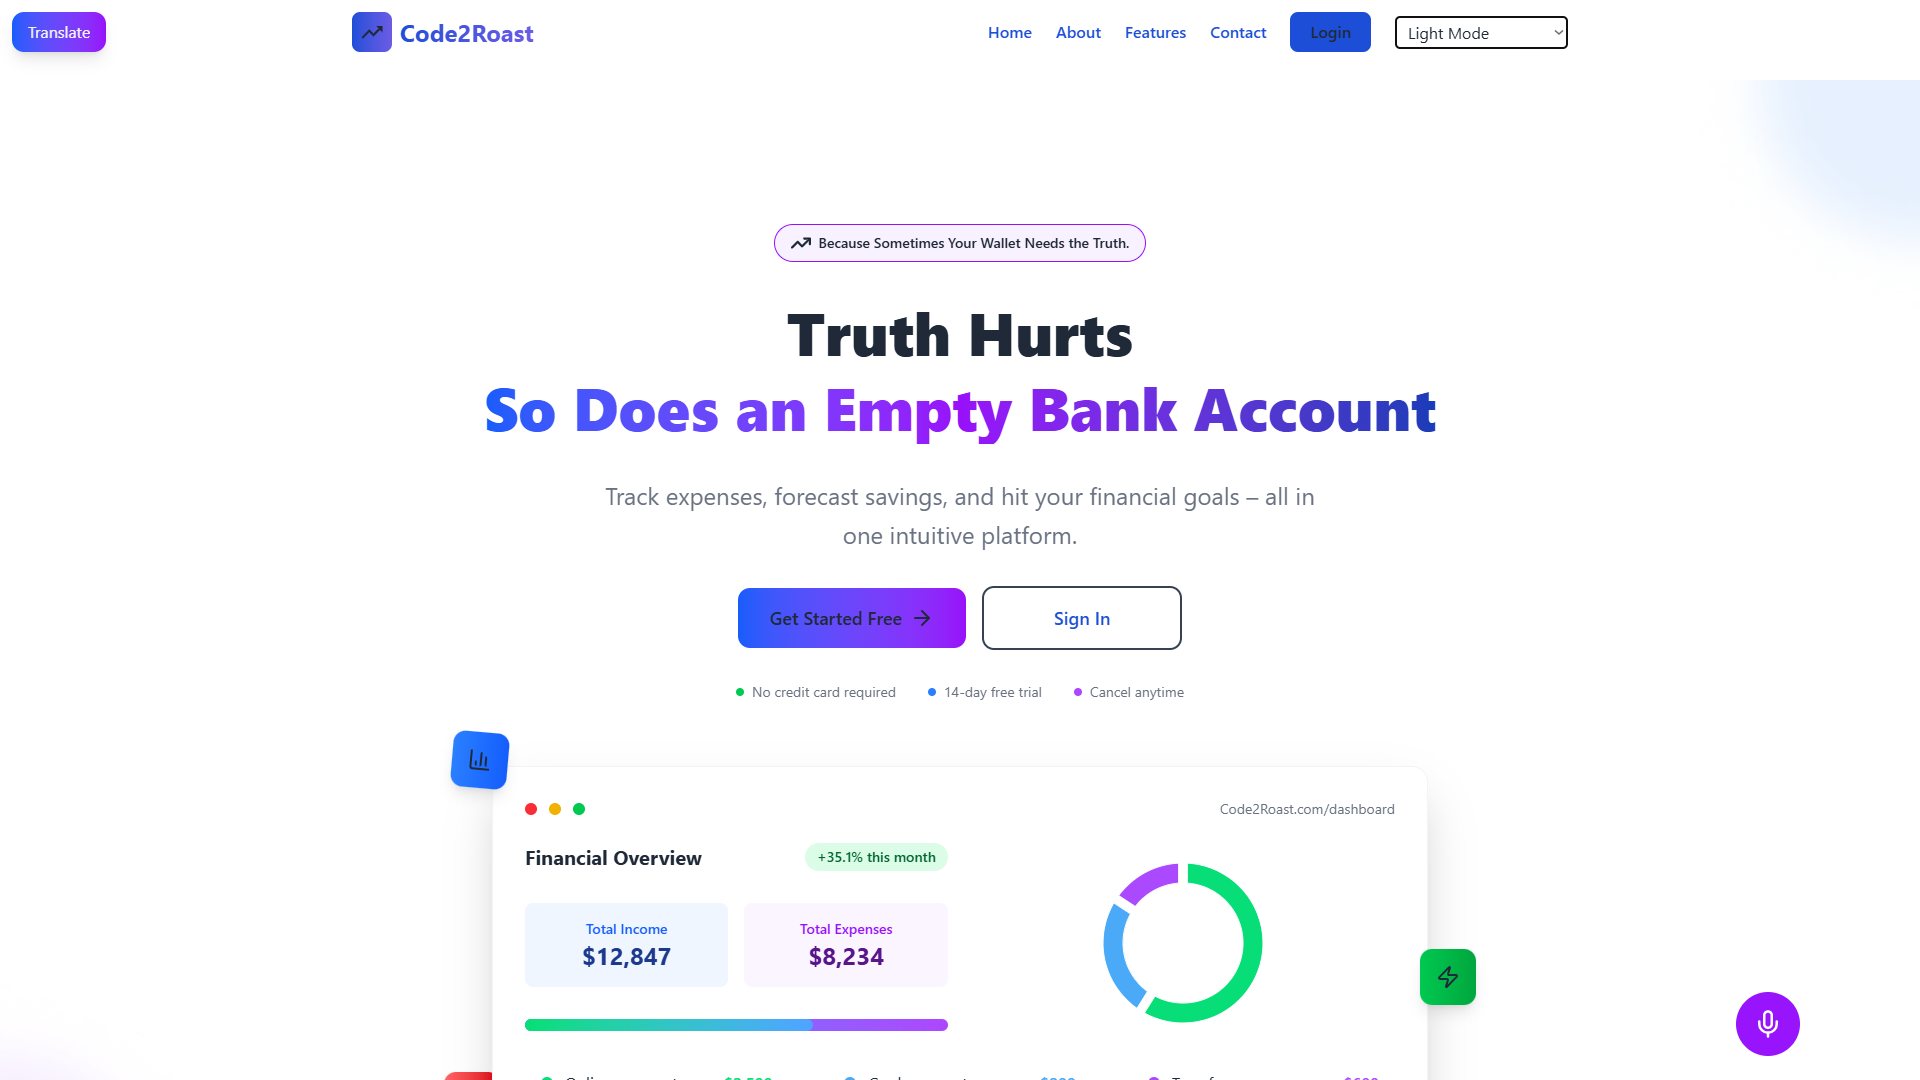 Translate
Code2Roast
Home
About
Features
Contact
Login
Light Mode
Because Sometimes Your Wallet Needs the Truth.
Truth Hurts
So Does an Empty Bank Account
Track expenses, forecast savings, and hit your financial goals – all in
one intuitive platform.
Get Started Free
Sign In
No credit card required
14-day free trial
Cancel anytime
Code2Roast.com/dashboard
Financial Overview
+35.1% this month
Total Income
$12,847
Total Expenses
$8,234